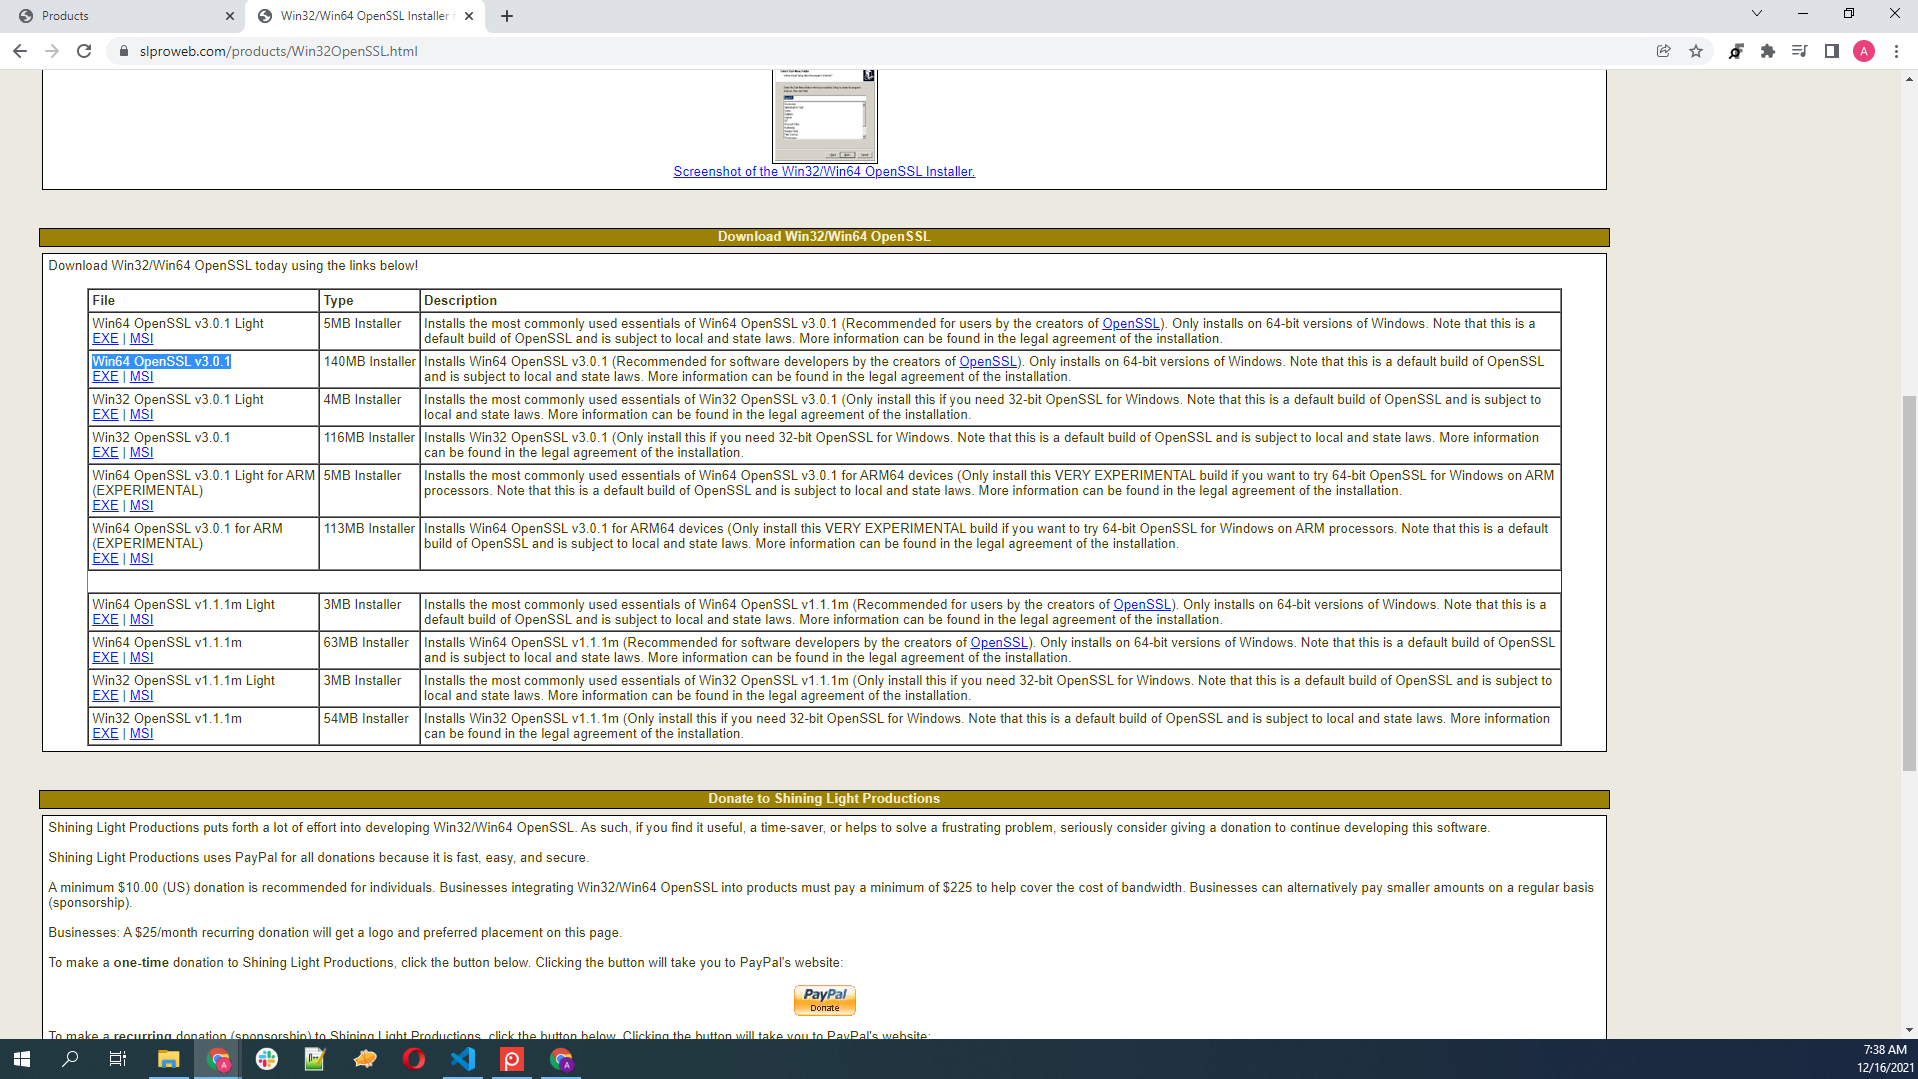 Products
Win32/Win64 OpenSSL Installer f
slproweb.com/products/Win32OpenSSL.html
A
Screenshot of the Win32/Win64 OpenSSL Installer.
Download Win32/Win64 OpenSSL
Download Win32/Win64 OpenSSL today using the links below!
File Type Description
Win64 OpenSSL v3.0.1 Light 5MB Installer Installs the most commonly used essentials of Win64 OpenSSL v3.0.1 (Recommended for users by the creators of OpenSSL). Only installs on 64-bit versions of Windows. Note that this is a
EXE | MSI default build of OpenSSL and is subject to local and state laws. More information can be found in the legal agreement of the installation.
Win64 OpenSSL v3.0.1 140MB Installer Installs Win64 OpenSSL v3.0.1 (Recommended for software developers by the creators of OpenSSL). Only installs on 64-bit versions of Windows. Note that this is a default build of OpenSSL
EXE | MSI and is subject to local and state laws. More information can be found in the legal agreement of the installation.
Win32 OpenSSL v3.0.1 Light 4MB Installer Installs the most commonly used essentials of Win32 OpenSSL v3.0.1 (Only install this if you need 32-bit OpenSSL for Windows. Note that this is a default build of OpenSSL and is subject to
EXE | MSI local and state laws. More information can be found in the legal agreement of the installation.
Win32 OpenSSL v3.0.1 116MB Installer Installs Win32 OpenSSL v3.0.1 (Only install this if you need 32-bit OpenSSL for Windows. Note that this is a default build of OpenSSL and is subject to local and state laws. More information
EXE | MSI can be found in the legal agreement of the installation.
Win64 OpenSSL v3.0.1 Light for ARM 5MB Installer Installs the most commonly used essentials of Win64 OpenSSL v3.0.1 for ARM64 devices (Only install this VERY EXPERIMENTAL build if you want to try 64-bit OpenSSL for Windows on ARM
(EXPERIMENTAL) processors. Note that this is a default build of OpenSSL and is subject to local and state laws. More information can be found in the legal agreement of the installation.
EXE | MSI
Win64 OpenSSL v3.0.1 for ARM 113MB Installer Installs Win64 OpenSSL v3.0.1 for ARM64 devices (Only install this VERY EXPERIMENTAL build if you want to try 64-bit OpenSSL for Windows on ARM processors. Note that this is a default
(EXPERIMENTAL) build of OpenSSL and is subject to local and state laws. More information can be found in the legal agreement of the installation.
EXE | MSI
Win64 OpenSSL v1.1.1m Light 3MB Installer Installs the most commonly used essentials of Win64 OpenSSL v1.1.1m (Recommended for users by the creators of OpenSSL). Only installs on 64-bit versions of Windows. Note that this is a
EXE | MSI default build of OpenSSL and is subject to local and state laws. More information can be found in the legal agreement of the installation.
Win64 OpenSSL v1.1.1m 63MB Installer Installs Win64 OpenSSL v1.1.1m (Recommended for software developers by the creators of OpenSSL). Only installs on 64-bit versions of Windows. Note that this is a default build of OpenSSL
EXE | MSI and is subject to local and state laws. More information can be found in the legal agreement of the installation.
Win32 OpenSSL v1.1.1m Light 3MB Installer Installs the most commonly used essentials of Win32 OpenSSL v1.1.1m (Only install this if you need 32-bit OpenSSL for Windows. Note that this is a default build of OpenSSL and is subject to
EXE | MSI local and state laws. More information can be found in the legal agreement of the installation.
Win32 OpenSSL v1.1.1m 54MB Installer Installs Win32 OpenSSL v1.1.1m (Only install this if you need 32-bit OpenSSL for Windows. Note that this is a default build of OpenSSL and is subject to local and state laws. More information
EXE | MSI can be found in the legal agreement of the installation.
Donate to Shining Light Productions
Shining Light Productions puts forth a lot of effort into developing Win32/Win64 OpenSSL. As such, if you find it useful, a time-saver, or helps to solve a frustrating problem, seriously consider giving a donation to continue developing this software.
Shining Light Productions uses PayPal for all donations because it is fast, easy, and secure.
A minimum $10.00 (US) donation is recommended for individuals. Businesses integrating Win32/Win64 OpenSSL into products must pay a minimum of $225 to help cover the cost of bandwidth. Businesses can alternatively pay smaller amounts on a regular basis
(sponsorship).
Businesses: A $25/month recurring donation will get a logo and preferred placement on this page.
To make a one-time donation to Shining Light Productions, click the button below. Clicking the button will take you to PayPal's website:
PayPal
Donate
To make a recurring donation (sponsorship) to Shining Light Productions, click the button below. Clicking the button will take you to PayPal's website:
7:38 AM
12/16/2021